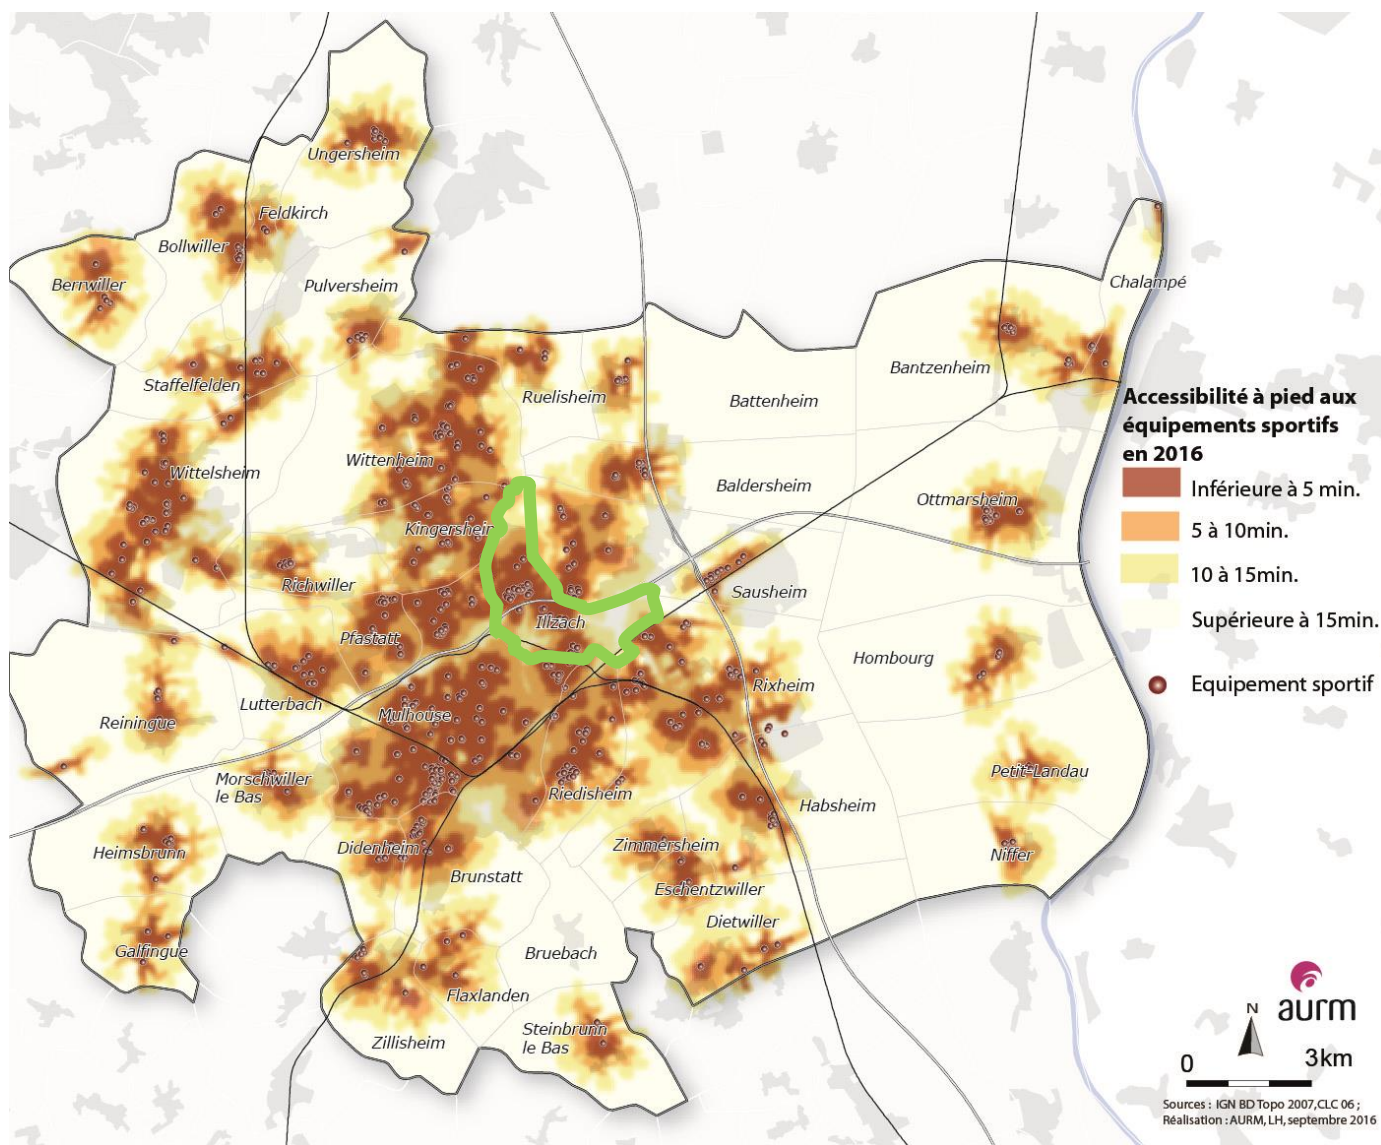 Ungersheim
Feldkirch
Bollwiller
Berrwiller
Pulversheim
Chalampé
Staffelfelden
Ruelisheim
Battenheim
Bantzenheim
Wittelsheim
Wittenheim
Baldersheim
Ottmarsheim
Kingersheim
Richwiller
Sausheim
Illzach
Pfastatt
Hombourg
Rixheim
Lutterbach
Reiningue
Mulhouse
Petit-Landau
Morschwiller
le Bas
Riedisheim
Habsheim
Heimsbrunn
Didenheim
Zimmersheim
Niffer
Brunstatt
Eschentzwiller
Dietwiller
Galfingue
Bruebach
Flaxlanden
Zillisheim
Steinbrunn
le Bas
Accessibilité à pied aux
équipements sportifs
en 2016
Inférieure à 5 min.
5 à 10min.
10 à 15min.
Supérieure à 15min.
Equipement sportif
aurm
N
0 3km
Sources : IGN BD Topo 2007,CLC 06 ;
Réalisation : AURM, LH, septembre 2016